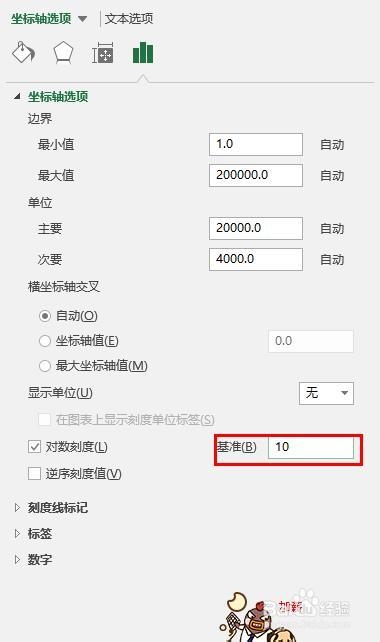 坐标轴选项 文本选项
坐标轴选项
边界
最小值 1.0 自动
最大值 200000.0 自动
单位
主要 20000.0 自动
次要 4000.0 自动
横坐标轴交叉
自动(O)
坐标轴值(E) 0.0
最大坐标轴值(M)
显示单位(U) 无
在图表上显示刻度单位标签(S)
对数刻度(L) 基准(B) 10
逆序刻度值(V)
刻度线标记
标签
数字
加薪
Bai 经验